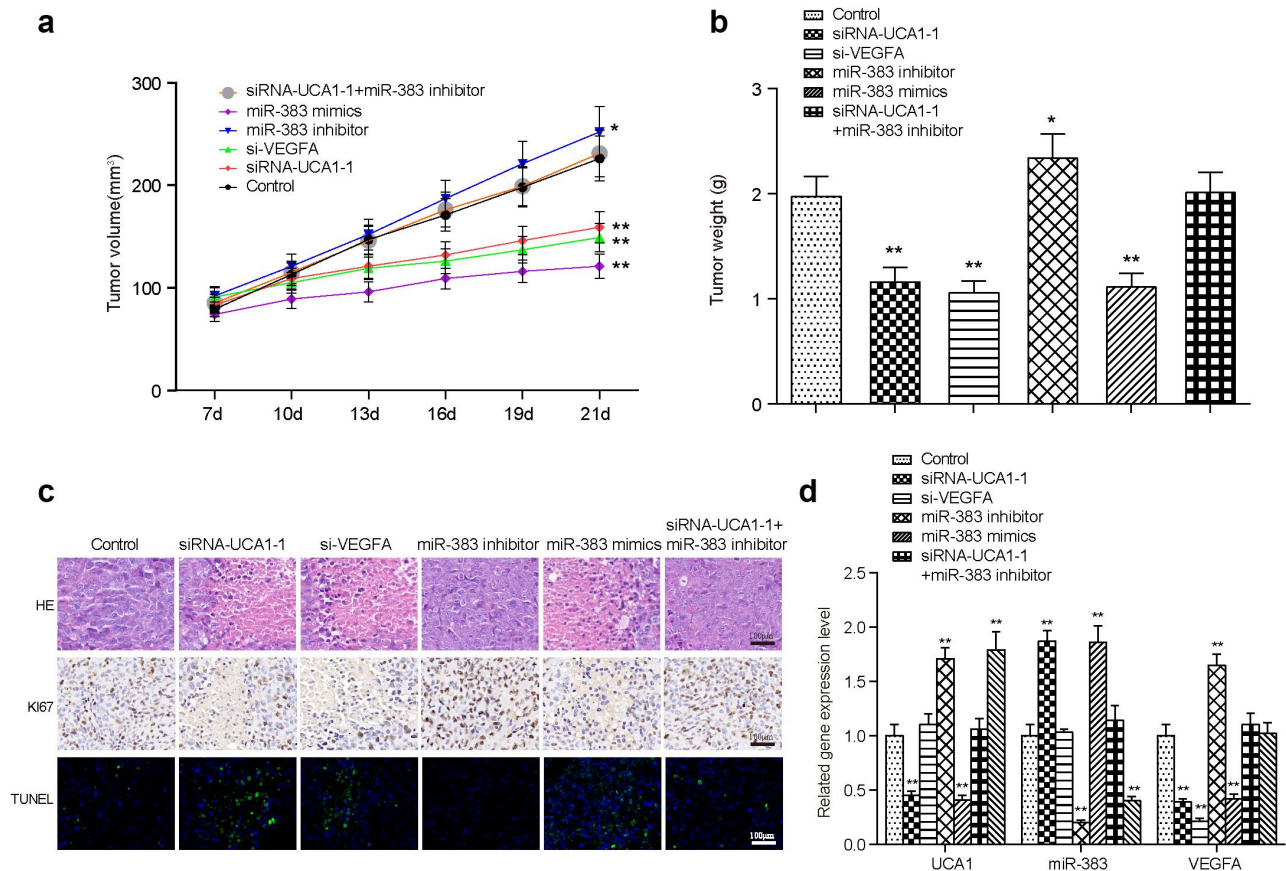 a
300
200
100
0
Tumor volume(mm³)
siRNA-UCA1-1+miR-383 inhibitor
miR-383 mimics
miR-383 inhibitor
si-VEGFA
siRNA-UCA1-1
Control
*
**
**
**
7d 10d 13d 16d 19d 21d
b
Control
siRNA-UCA1-1
si-VEGFA
miR-383 inhibitor
miR-383 mimics
siRNA-UCA1-1
+miR-383 inhibitor
3
2
1
0
Tumor weight (g)
** ** * **
c
siRNA-UCA1-1+
Control siRNA-UCA1-1 si-VEGFA miR-383 inhibitor miR-383 mimics miR-383 inhibitor
HE
100μm
KI67
100μm
TUNEL
100μm
d
Control
siRNA-UCA1-1
si-VEGFA
miR-383 inhibitor
miR-383 mimics
siRNA-UCA1-1
+miR-383 inhibitor
2.5
2.0
1.5
1.0
0.5
0.0
Related gene expression level
** ** ** ** ** ** ** ** ** ** ** **
UCA1 miR-383 VEGFA